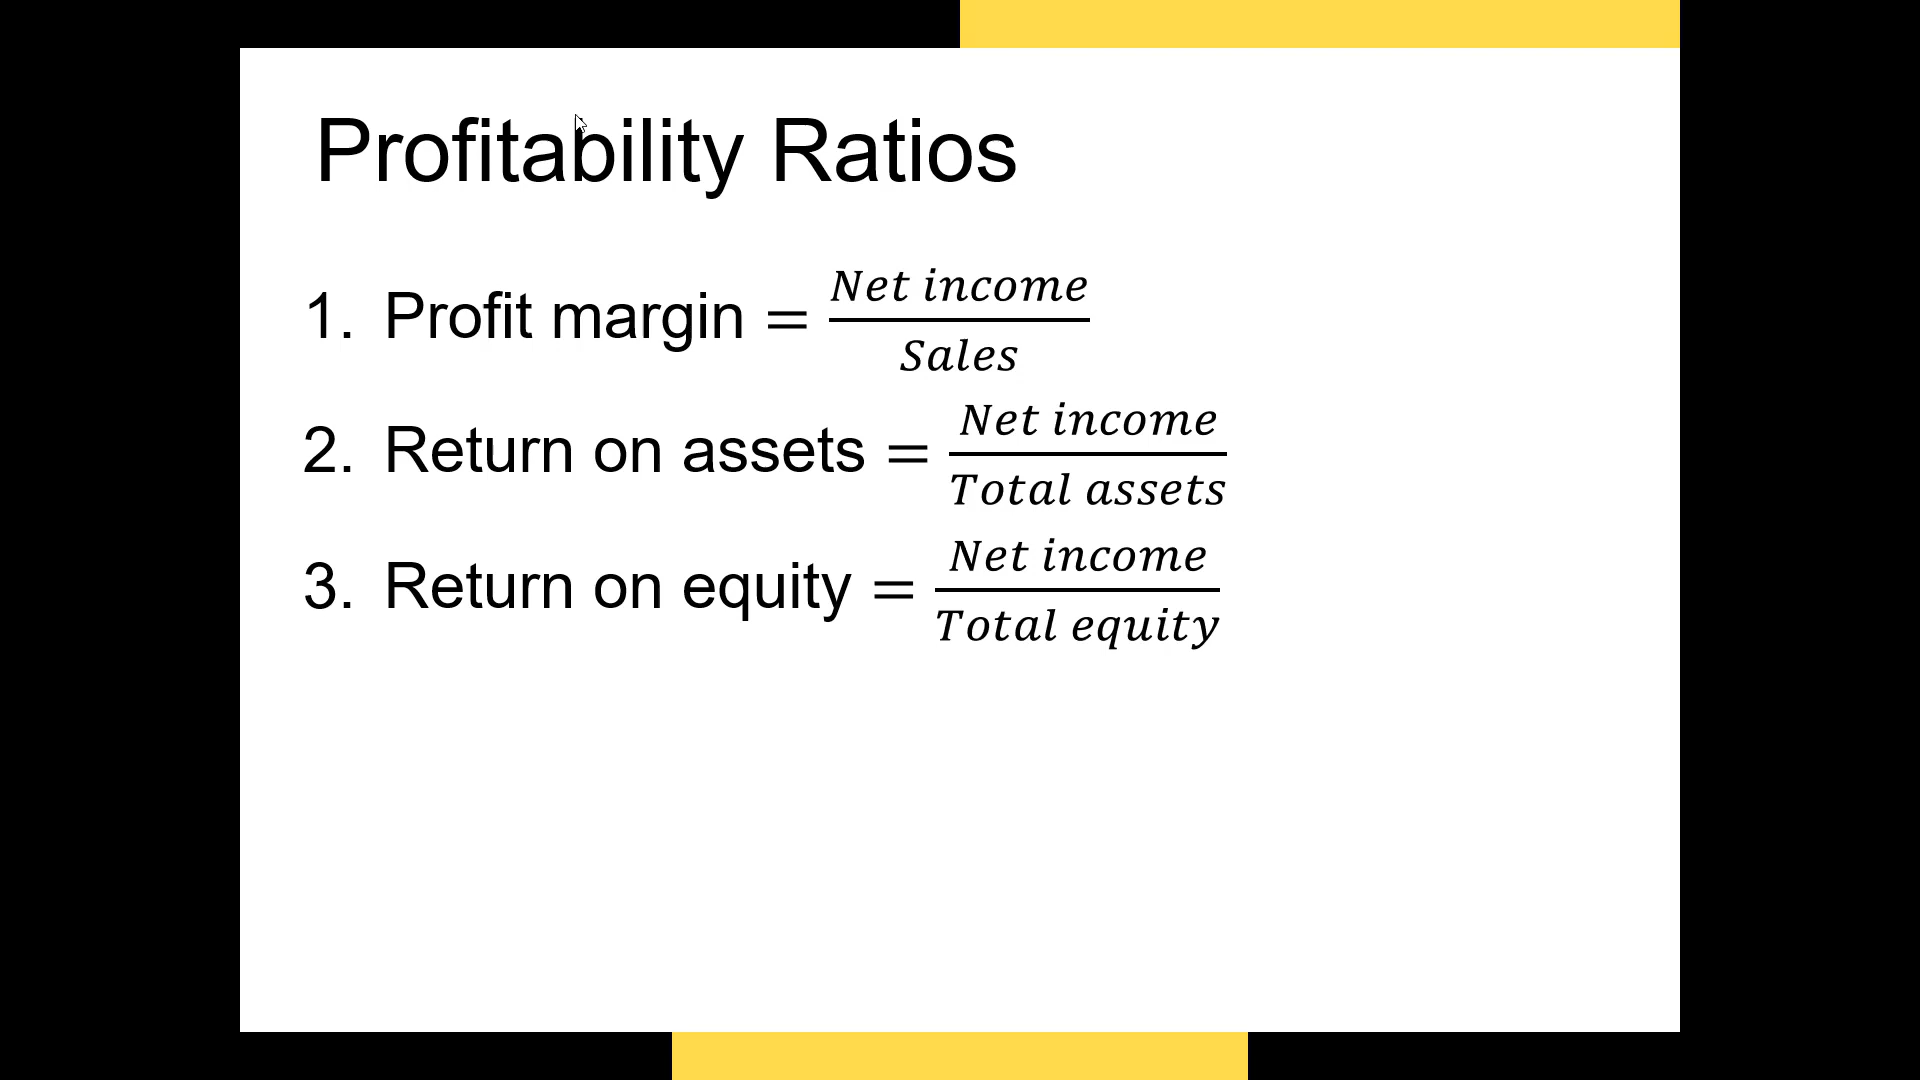 Profitability Ratios
1. Profit margin = Net income / Sales
2. Return on assets = Net income / Total assets
3. Return on equity = Net income / Total equity